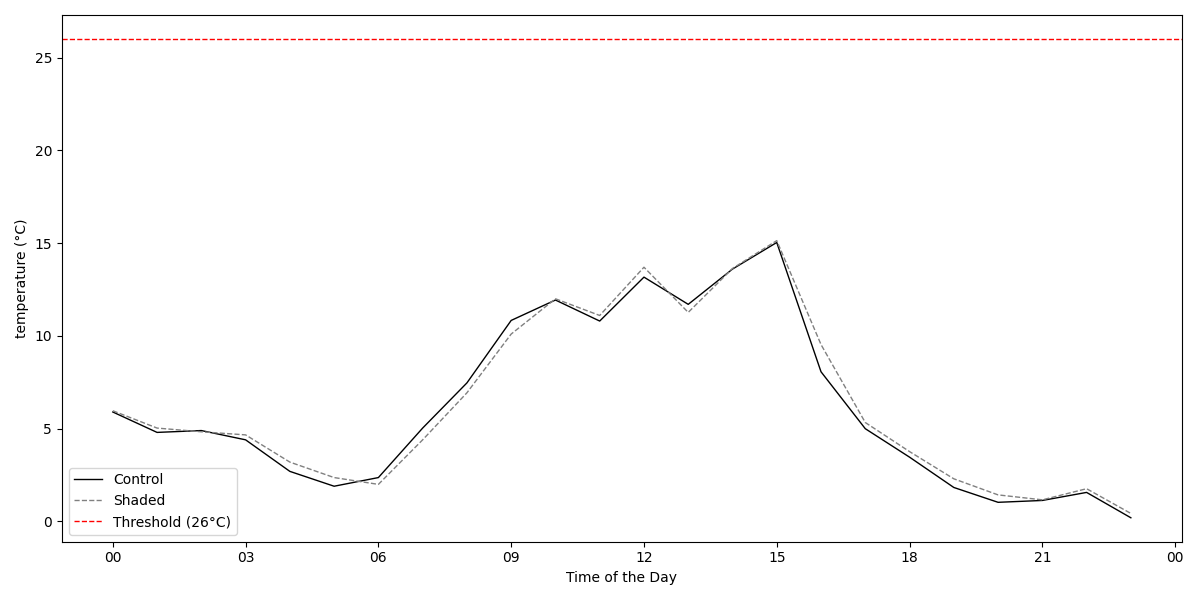 25
20
15
10
5
0
temperature (°C)
Control
Shaded
Threshold (26°C)
00 03 06 09 12 15 18 21 00
Time of the Day